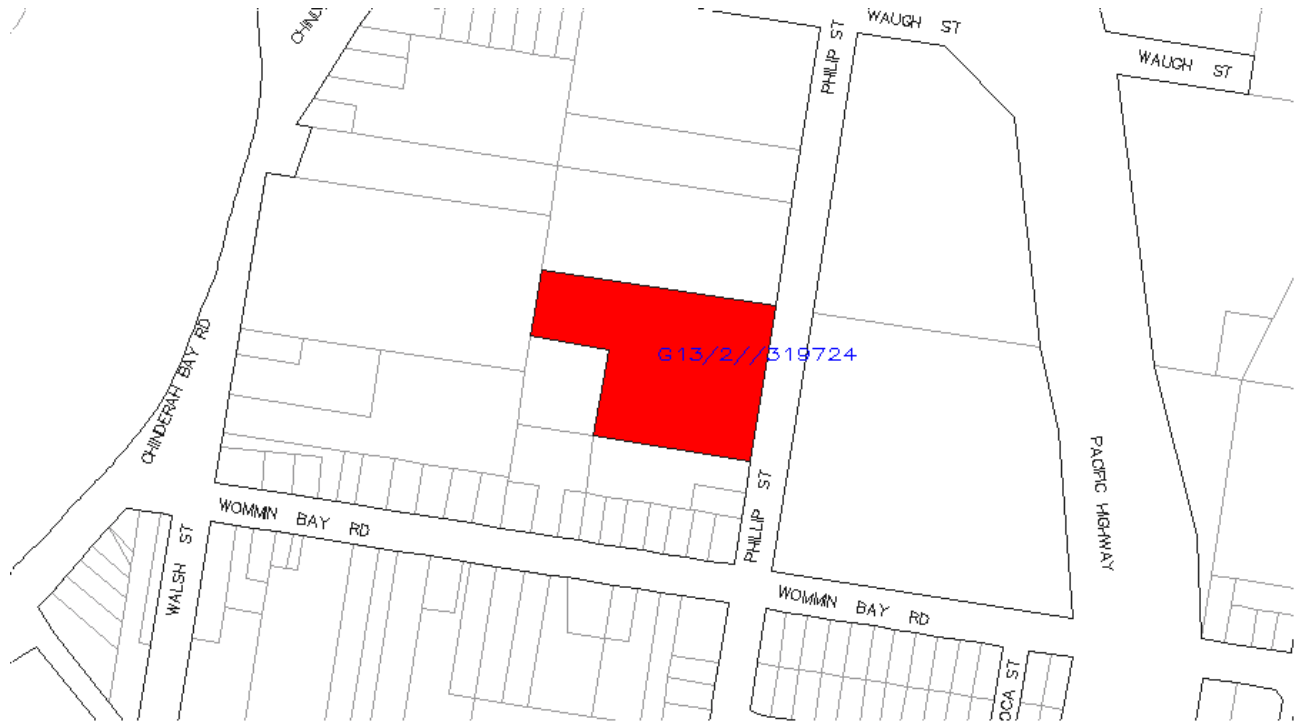 WAUGH ST
PHILIP ST
WAUGH ST
CHINDERAH BAY RD
G13/2//319724
PACIFIC HIGHWAY
PHILLIP ST
WOMMIN BAY RD
WALSH ST
WOMMIN BAY RD
OCA ST